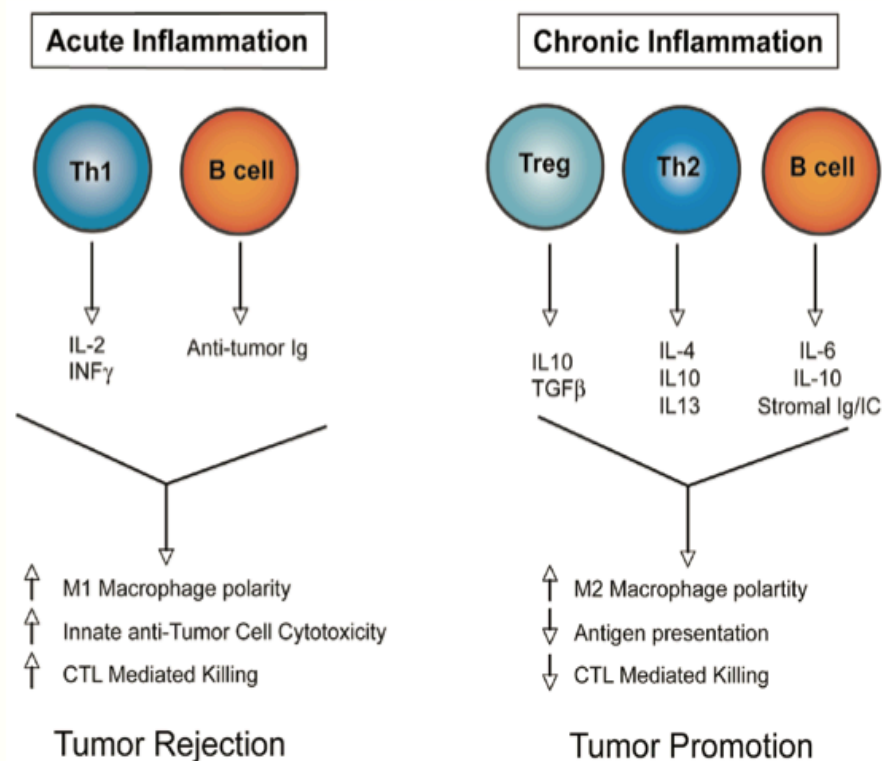 Acute Inflammation
Th1
B cell
IL-2
INFγ
Anti-tumor Ig
M1 Macrophage polarity
Innate anti-Tumor Cell Cytotoxicity
CTL Mediated Killing
Tumor Rejection
Chronic Inflammation
Treg
Th2
B cell
IL10
TGFβ
IL-4
IL10
IL13
IL-6
IL-10
Stromal Ig/IC
M2 Macrophage polartity
Antigen presentation
CTL Mediated Killing
Tumor Promotion